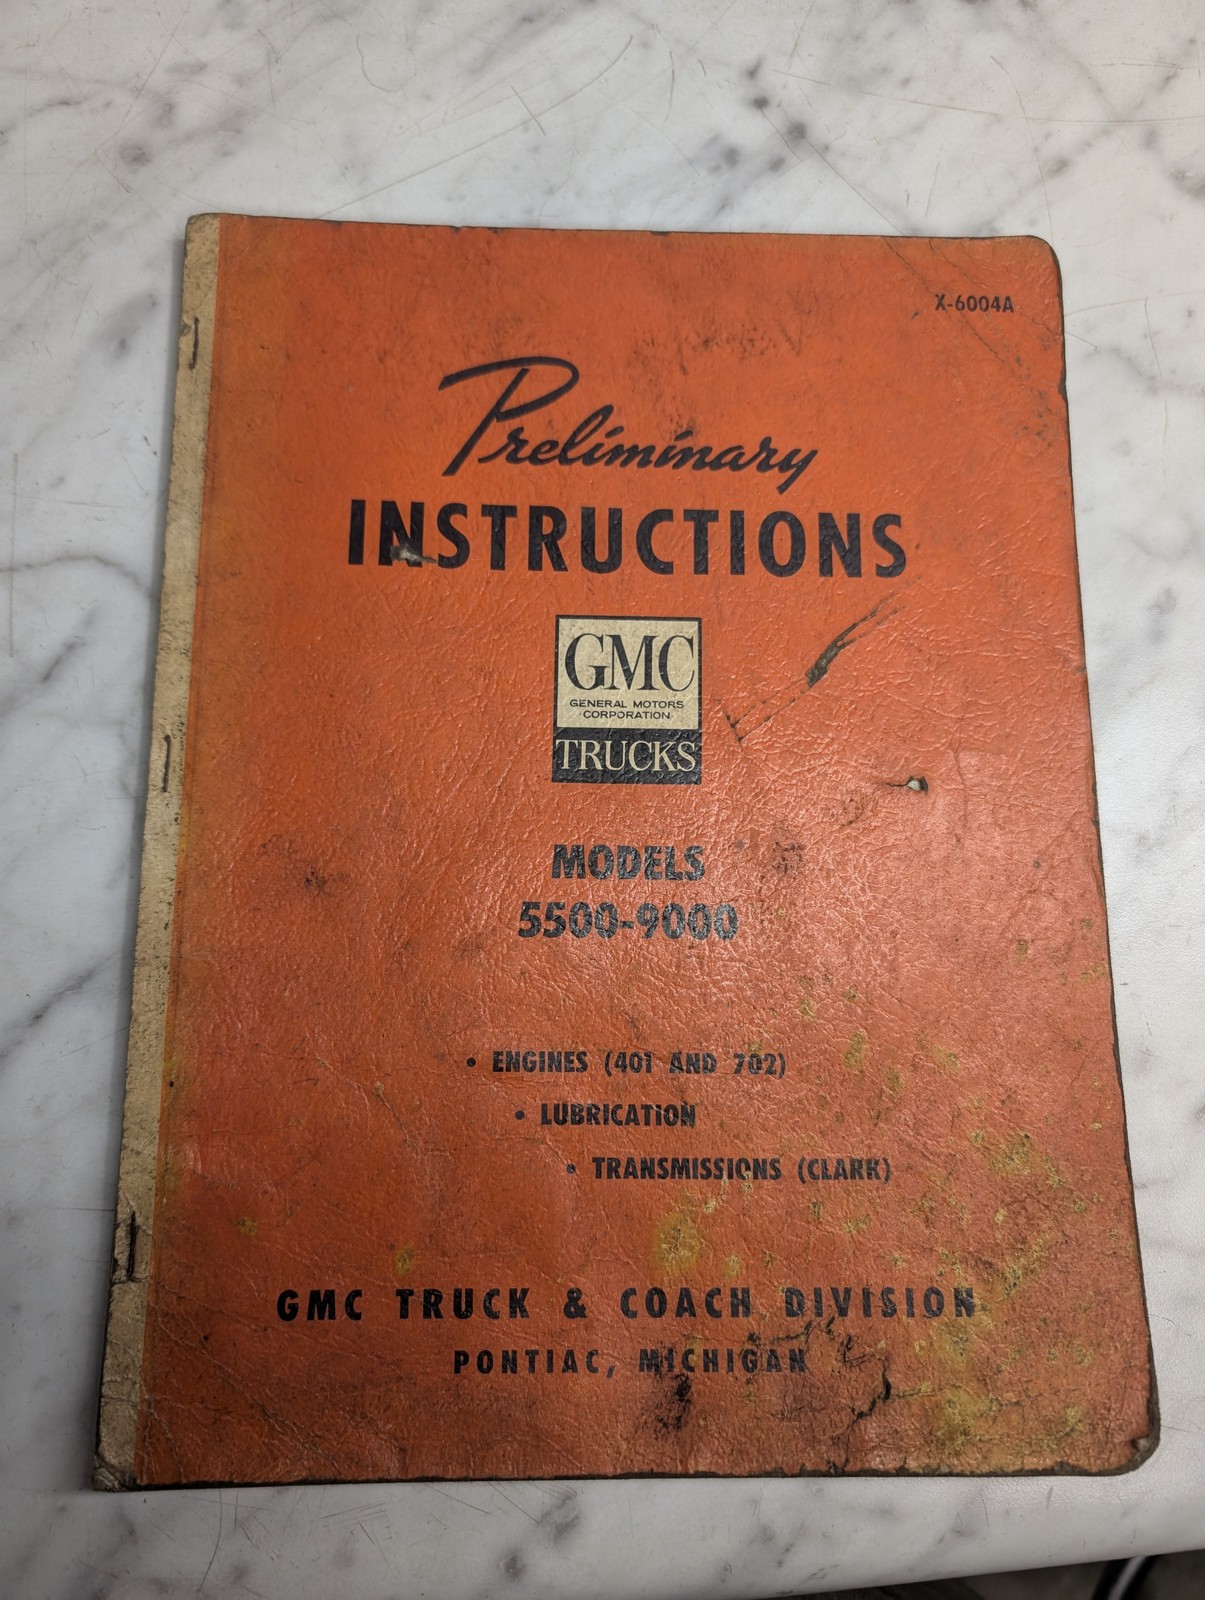 X-6004A
Preliminary
INSTRUCTIONS
GMC
GENERAL MOTORS
CORPORATION
TRUCKS
MODELS
5500-9000
• ENGINES (401 AND 702)
• LUBRICATION
• TRANSMISSIONS (CLARK)
GMC TRUCK & COACH DIVISION
PONTIAC, MICHIGAN